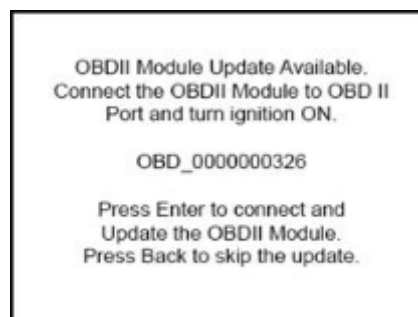 OBDII Module Update Available.
Connect the OBDII Module to OBD II
Port and turn ignition ON.
OBD_0000000326
Press Enter to connect and
Update the OBDII Module.
Press Back to skip the update.